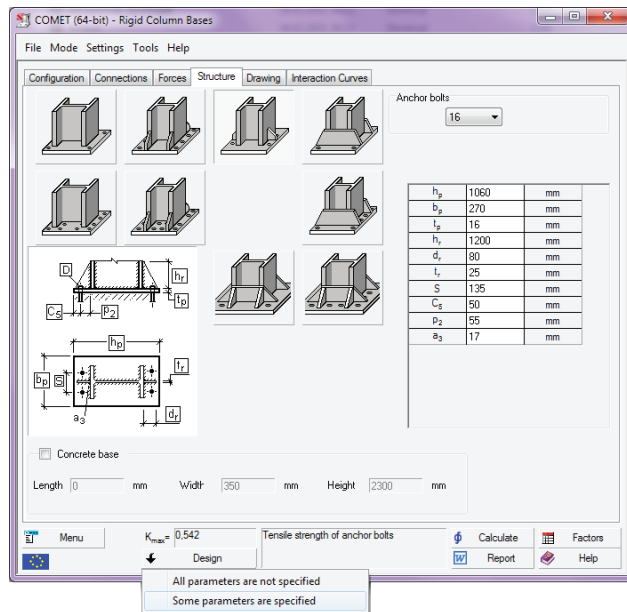 COMET (64-bit) - Rigid Column Bases
File Mode Settings Tools Help
Configuration Connections Forces Structure Drawing Interaction Curves
Anchor bolts
16
hp 1060 mm
bp 270 mm
tp 16 mm
hr 1200 mm
dr 80 mm
tr 25 mm
S 135 mm
C5 50 mm
p2 55 mm
a3 17 mm
D
hr
tp
C5
p2
hp
bp
S
tr
a3
dr
Concrete base
Length 0 mm Width 350 mm Height 2300 mm
Menu Kmax= 0,542 Tensile strength of anchor bolts Calculate Factors
Design Report Help
W
All parameters are not specified
Some parameters are specified